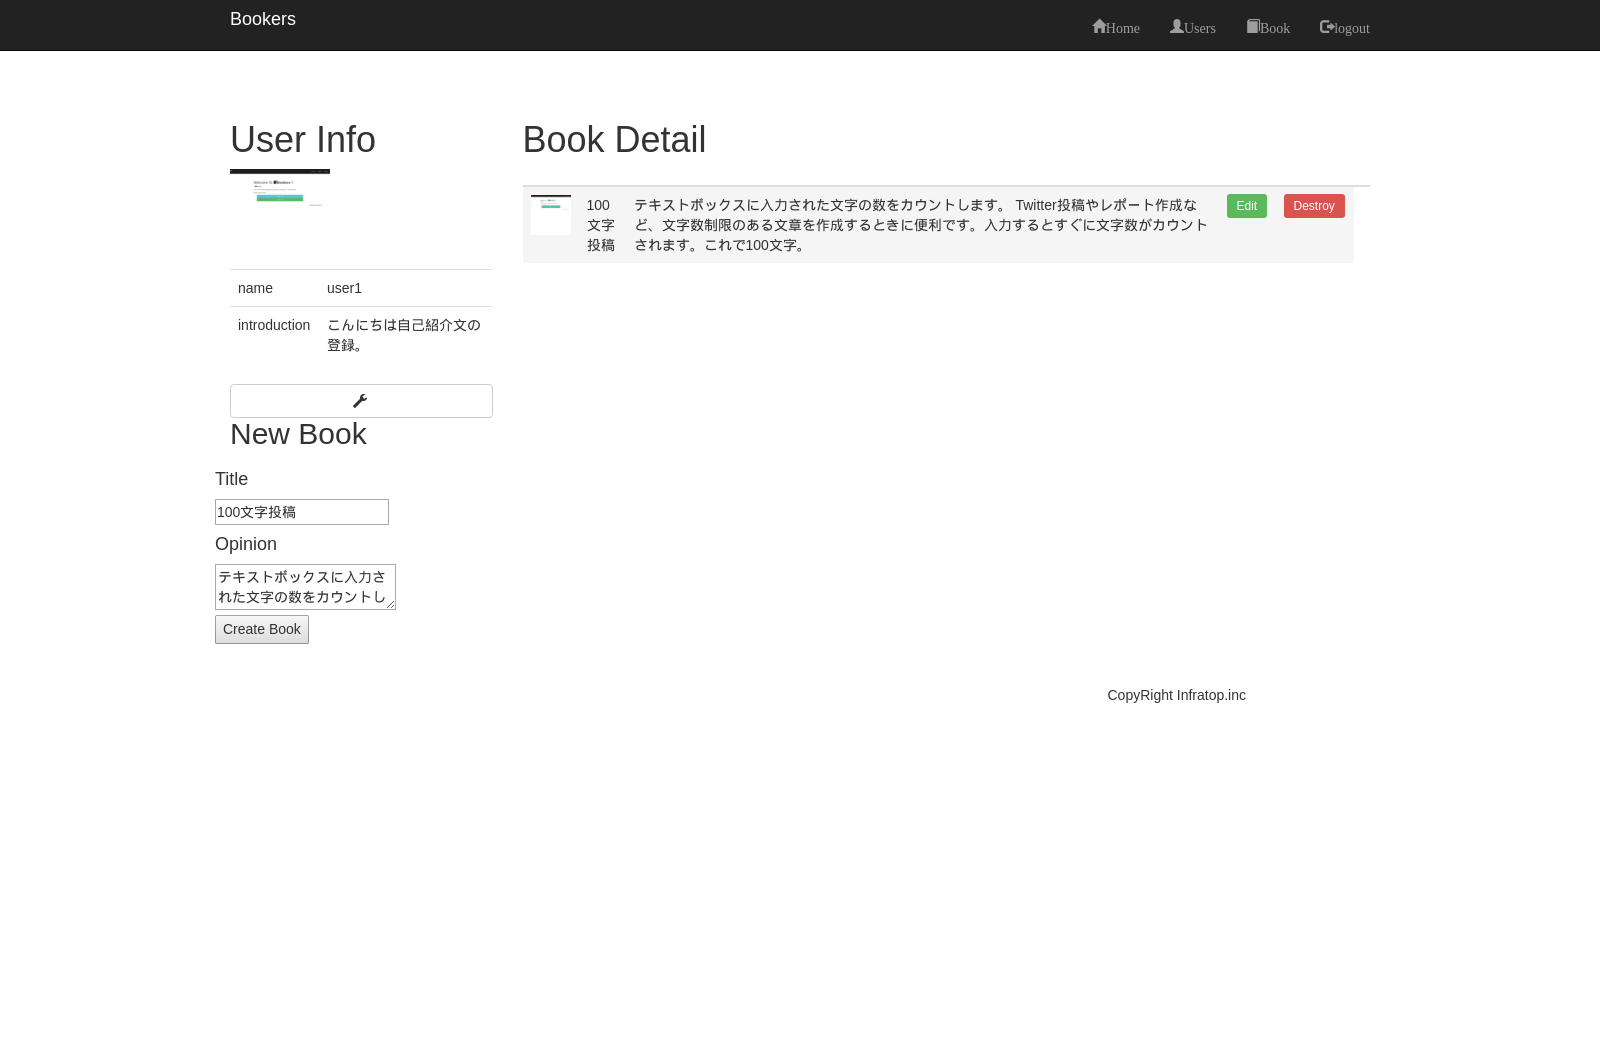 Bookers
Home
Users
Book
logout
User Info
name
user1
introduction
こんにちは自己紹介文の
登録。
New Book
Title
100文字投稿
Opinion
テキストボックスに入力さ
れた文字の数をカウントし
Create Book
Book Detail
100
文字
投稿
テキストボックスに入力された文字の数をカウントします。 Twitter投稿やレポート作成な
ど、文字数制限のある文章を作成するときに便利です。入力するとすぐに文字数がカウント
されます。これで100文字。
Edit
Destroy
CopyRight Infratop.inc